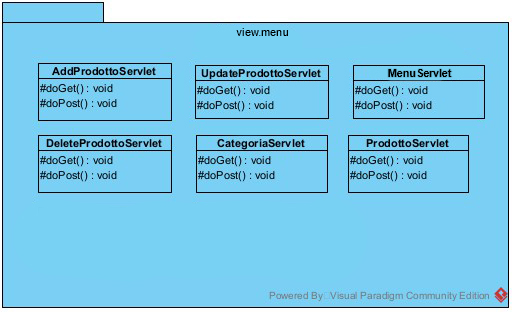 view.menu
AddProdottoServlet
#doGet() : void
#doPost() : void
UpdateProdottoServlet
#doGet() : void
#doPost() : void
MenuServlet
#doGet() : void
#doPost() : void
DeleteProdottoServlet
#doGet() : void
#doPost() : void
CategoriaServlet
#doGet() : void
#doPost() : void
ProdottoServlet
#doGet() : void
#doPost() : void
Powered By Visual Paradigm Community Edition